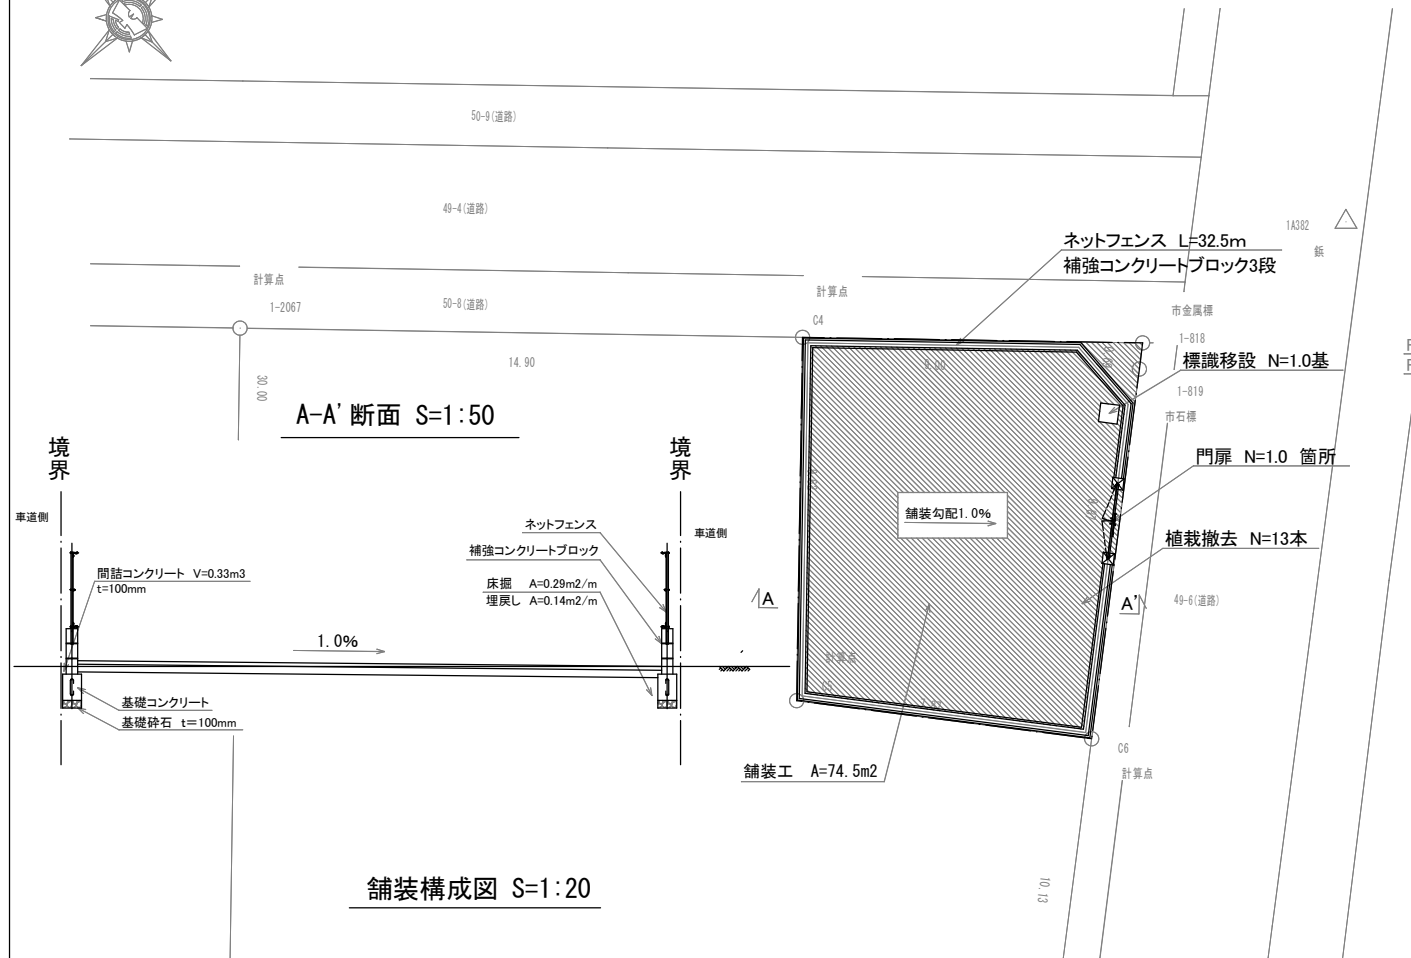 50-9(道路)
49-4(道路)
ネットフェンス L=32.5m
補強コンクリートブロック3段
1A382
鋲
計算点
1-2067
50-8(道路)
計算点
C4
市金属標
1-818
標識移設 N=1.0基
1-819
市石標
14.90
30.00
9.00
A-A' 断面 S=1:50
境界
境界
車道側
車道側
ネットフェンス
補強コンクリートブロック
間詰コンクリート V=0.33m3
t=100mm
床掘 A=0.29m2/m
埋戻し A=0.14m2/m
1.0%
基礎コンクリート
基礎砕石 t=100mm
門扉 N=1.0 箇所
舗装勾配1.0%
植栽撤去 N=13本
A
A'
49-6(道路)
計算点
舗装工 A=74.5m2
C6
計算点
舗装構成図 S=1:20
10.13